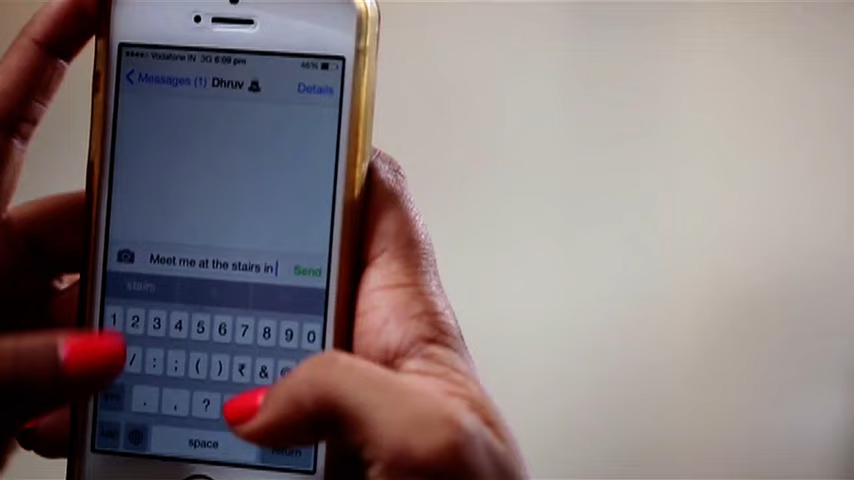 Vodafone IN 3G 6:09 pm 46%
Messages (1) Dhruv Details
Meet me at the stairs in Send
stairs
1 2 3 4 5 6 7 8 9 0
/ : ; ( ) ₹ &
. , ?
space return